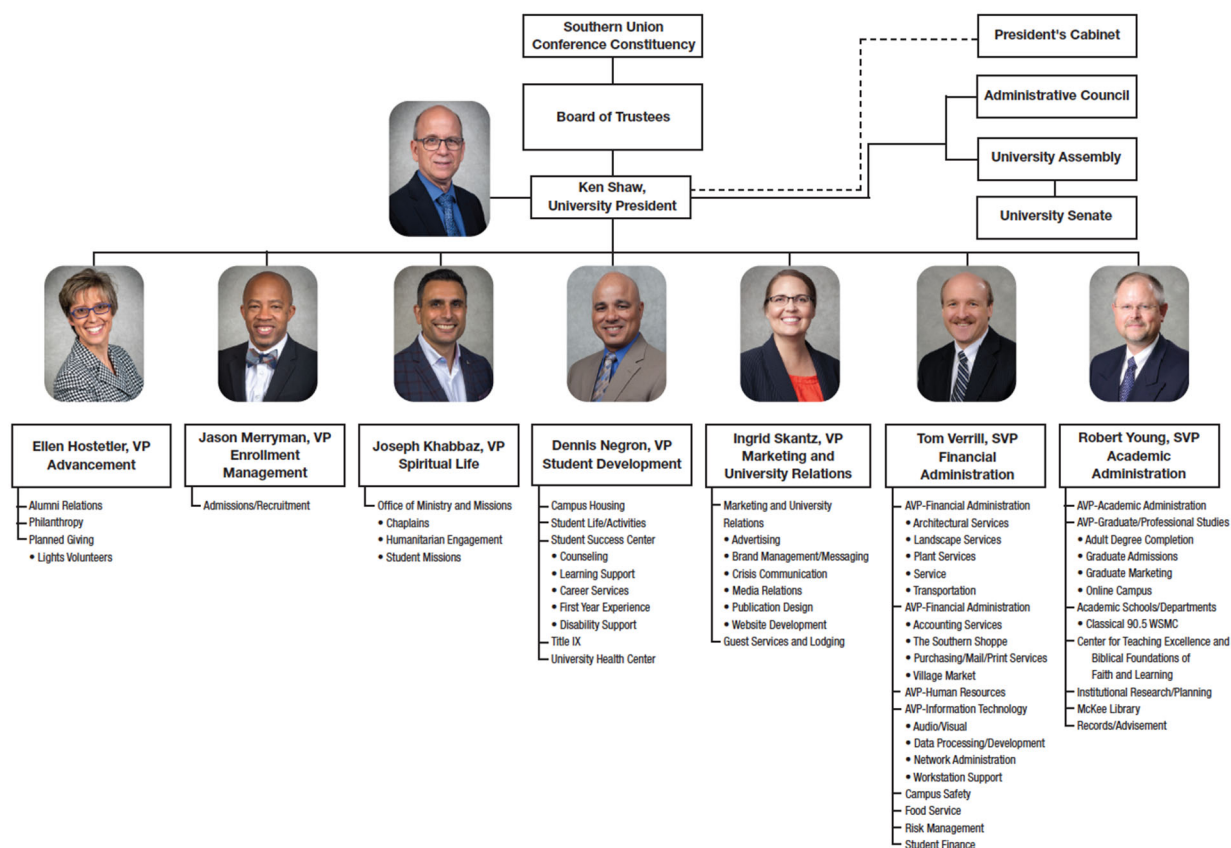 Southern Union
Conference Constituency
President's Cabinet
Administrative Council
Board of Trustees
University Assembly
Ken Shaw,
University President
University Senate
Ellen Hostetler, VP
Advancement
Alumni Relations
Philanthropy
Planned Giving
• Lights Volunteers
Jason Merryman, VP
Enrollment
Management
Admissions/Recruitment
Joseph Khabbaz, VP
Spiritual Life
Office of Ministry and Missions
• Chaplains
• Humanitarian Engagement
• Student Missions
Dennis Negron, VP
Student Development
Campus Housing
Student Life/Activities
Student Success Center
• Counseling
• Learning Support
• Career Services
• First Year Experience
• Disability Support
Title IX
University Health Center
Ingrid Skantz, VP
Marketing and
University Relations
Marketing and University
Relations
• Advertising
• Brand Management/Messaging
• Crisis Communication
• Media Relations
• Publication Design
• Website Development
Guest Services and Lodging
Tom Verrill, SVP
Financial
Administration
AVP-Financial Administration
• Architectural Services
• Landscape Services
• Plant Services
• Service
• Transportation
AVP-Financial Administration
• Accounting Services
• The Southern Shoppe
• Purchasing/Mail/Print Services
• Village Market
AVP-Human Resources
AVP-Information Technology
• Audio/Visual
• Data Processing/Development
• Network Administration
• Workstation Support
Campus Safety
Food Service
Risk Management
Student Finance
Robert Young, SVP
Academic
Administration
AVP-Academic Administration
AVP-Graduate/Professional Studies
• Adult Degree Completion
• Graduate Admissions
• Graduate Marketing
• Online Campus
Academic Schools/Departments
• Classical 90.5 WSMC
Center for Teaching Excellence and
Biblical Foundations of
Faith and Learning
Institutional Research/Planning
McKee Library
Records/Advisement